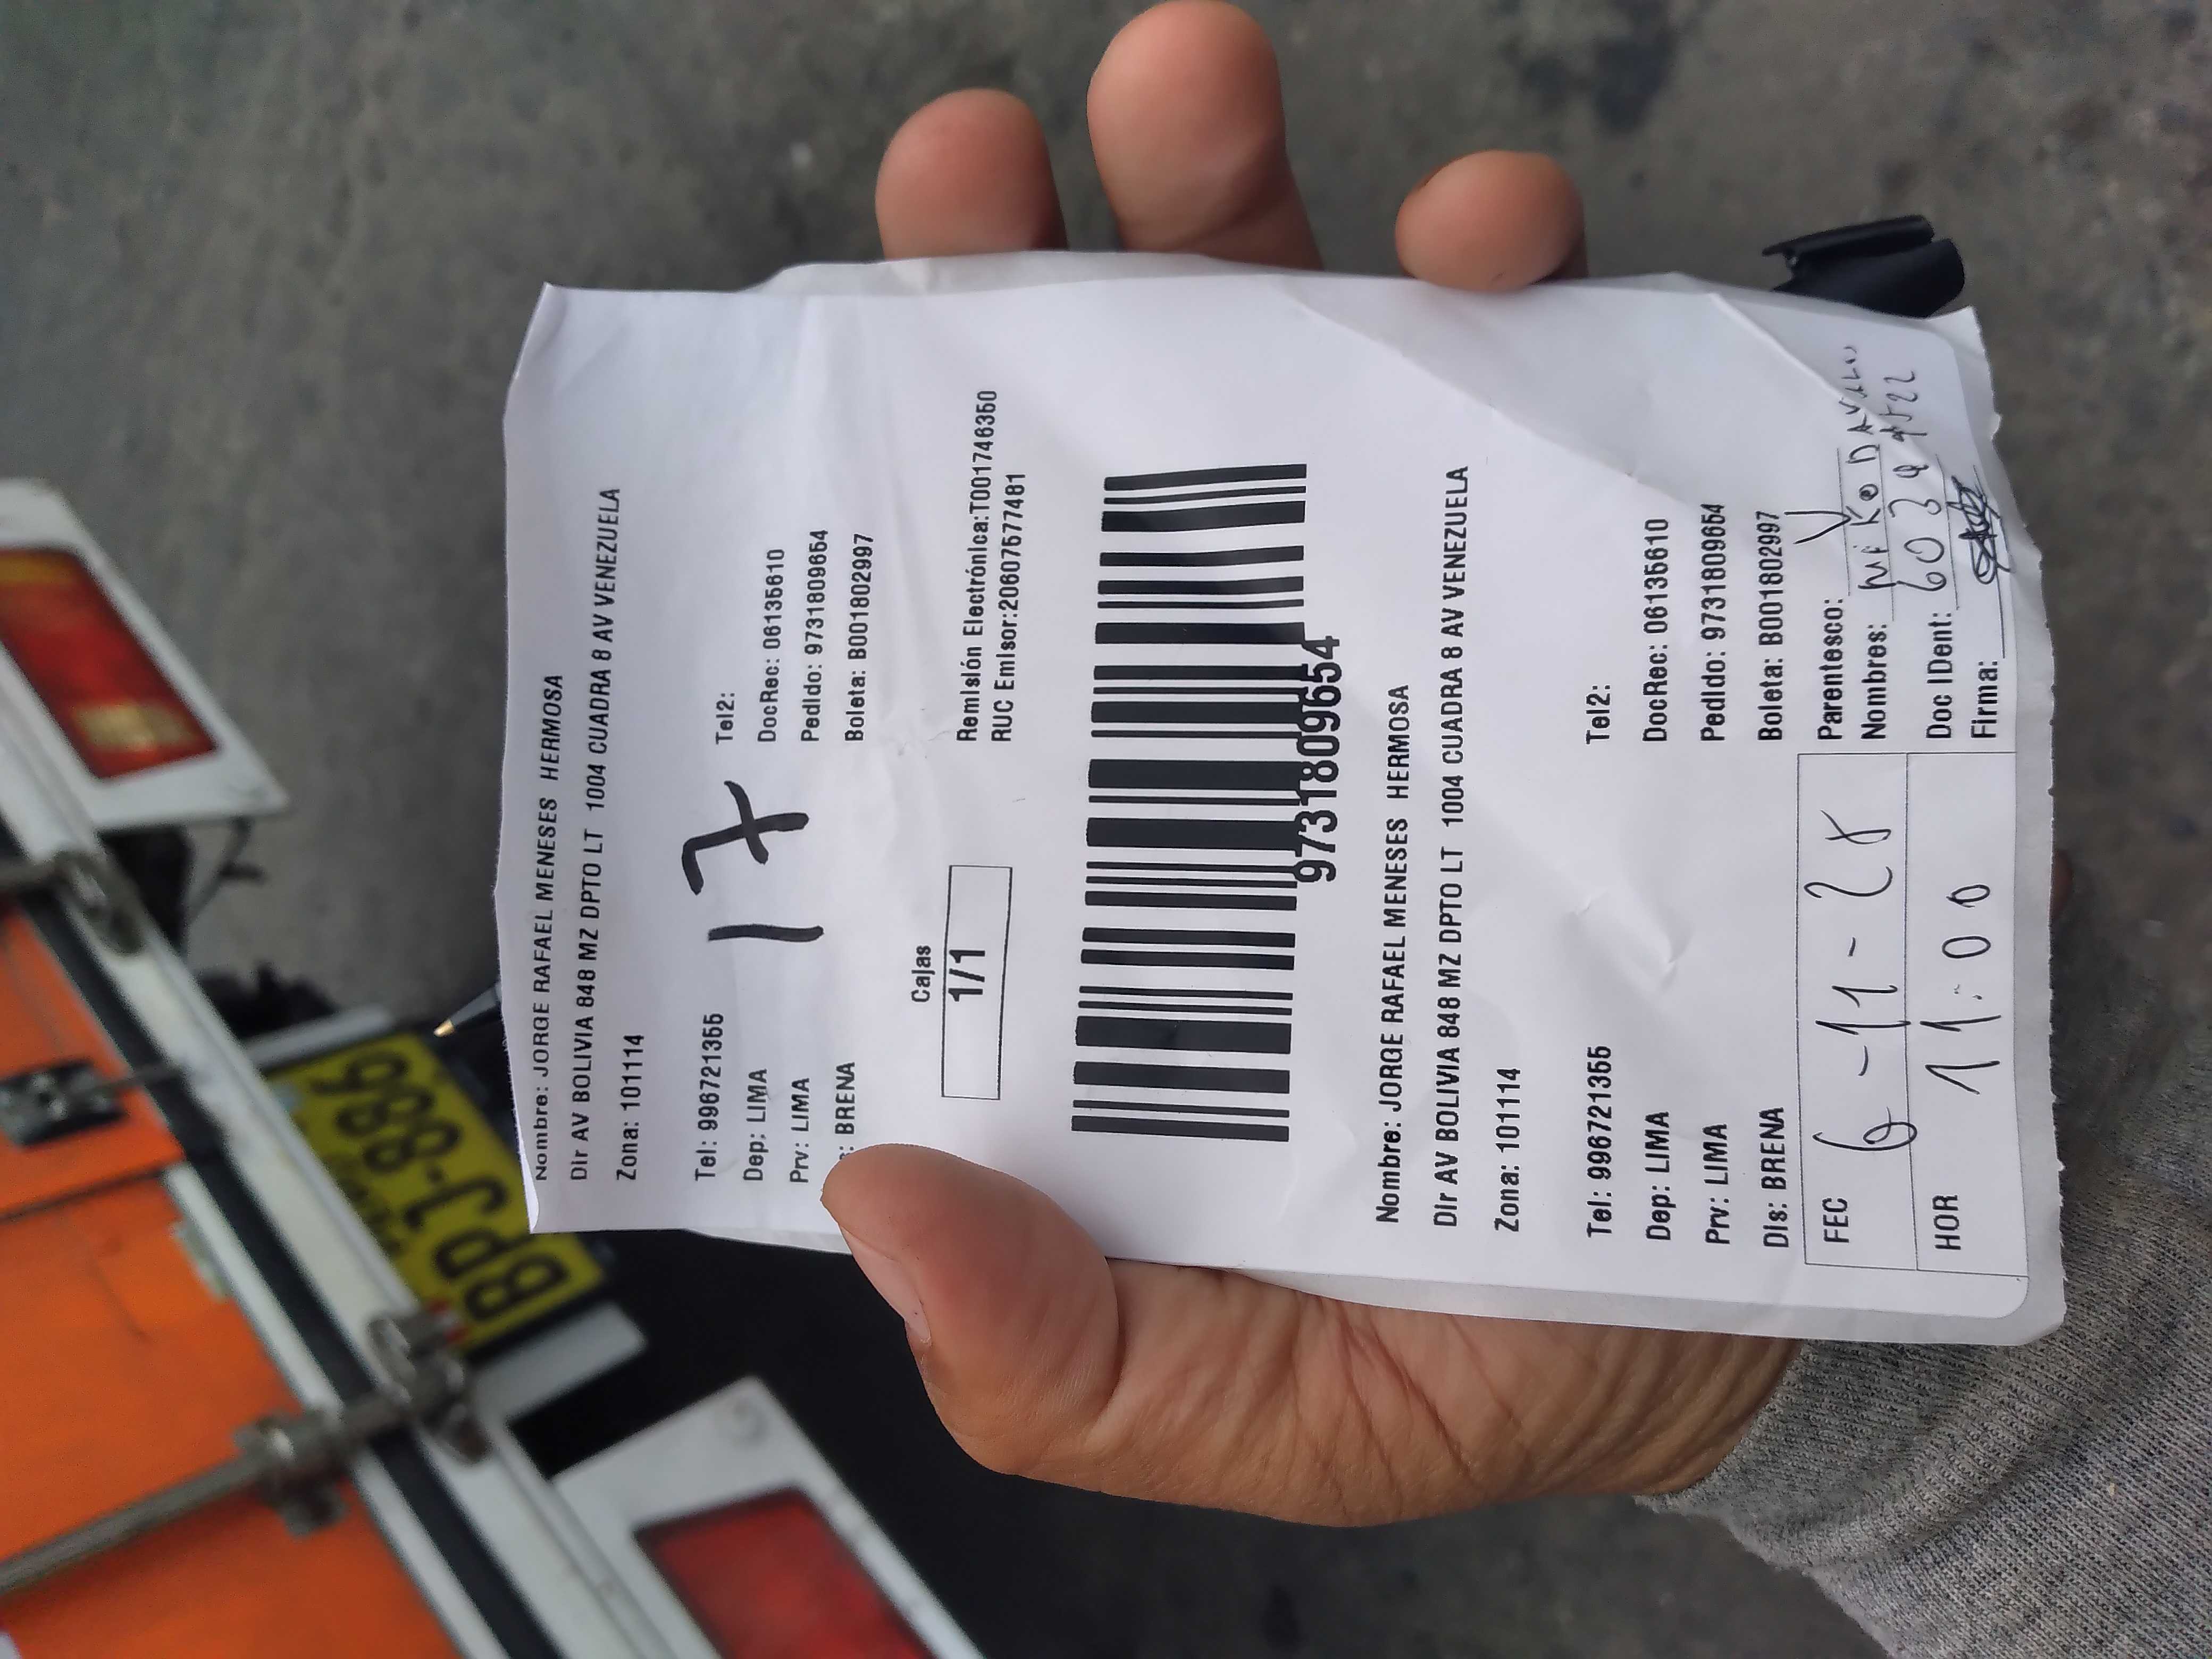 Nombre: JORGE RAFAEL MENESES HERMOSA
Dir AV BOLIVIA 848 MZ DPTO LT 1004 CUADRA 8 AV VENEZUELA
Zona: 101114
17
Tel: 996721355 Tel2:
Dep: LIMA DocRec: 06135610
Prv: LIMA Pedido: 9731809654
: BRENA Boleta: B001802997
Cajas
1/1
Remisión Electrónica:T001746350
RUC Emisor:20607577481
9731809654
Nombre: JORGE RAFAEL MENESES HERMOSA
Dir AV BOLIVIA 848 MZ DPTO LT 1004 CUADRA 8 AV VENEZUELA
Zona: 101114
Tel: 996721355 Tel2:
Dep: LIMA DocRec: 06135610
Prv: LIMA Pedido: 9731809654
Dis: BRENA Boleta: B001802997
FEC 6-11-25
HOR 11:00
Parentesco:
Nombres:
Doc IDent:
Firma:
BPJ-886